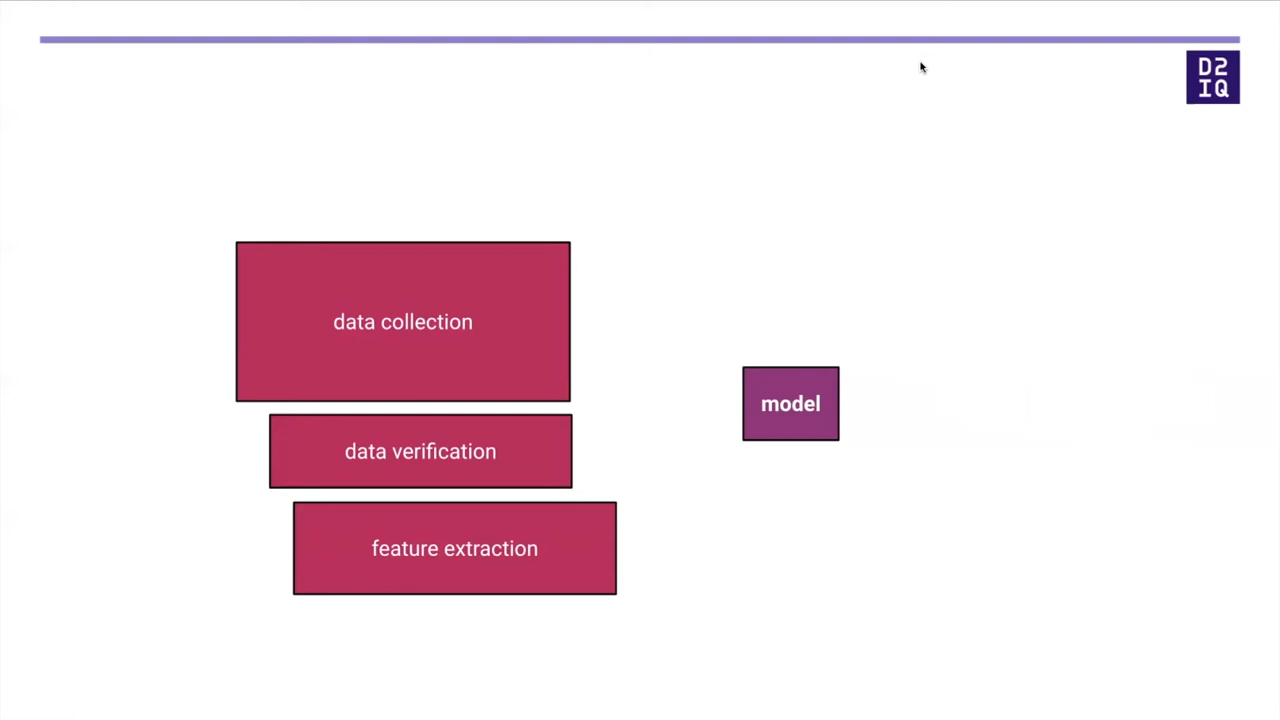 D2
IQ
data collection
model
data verification
feature extraction